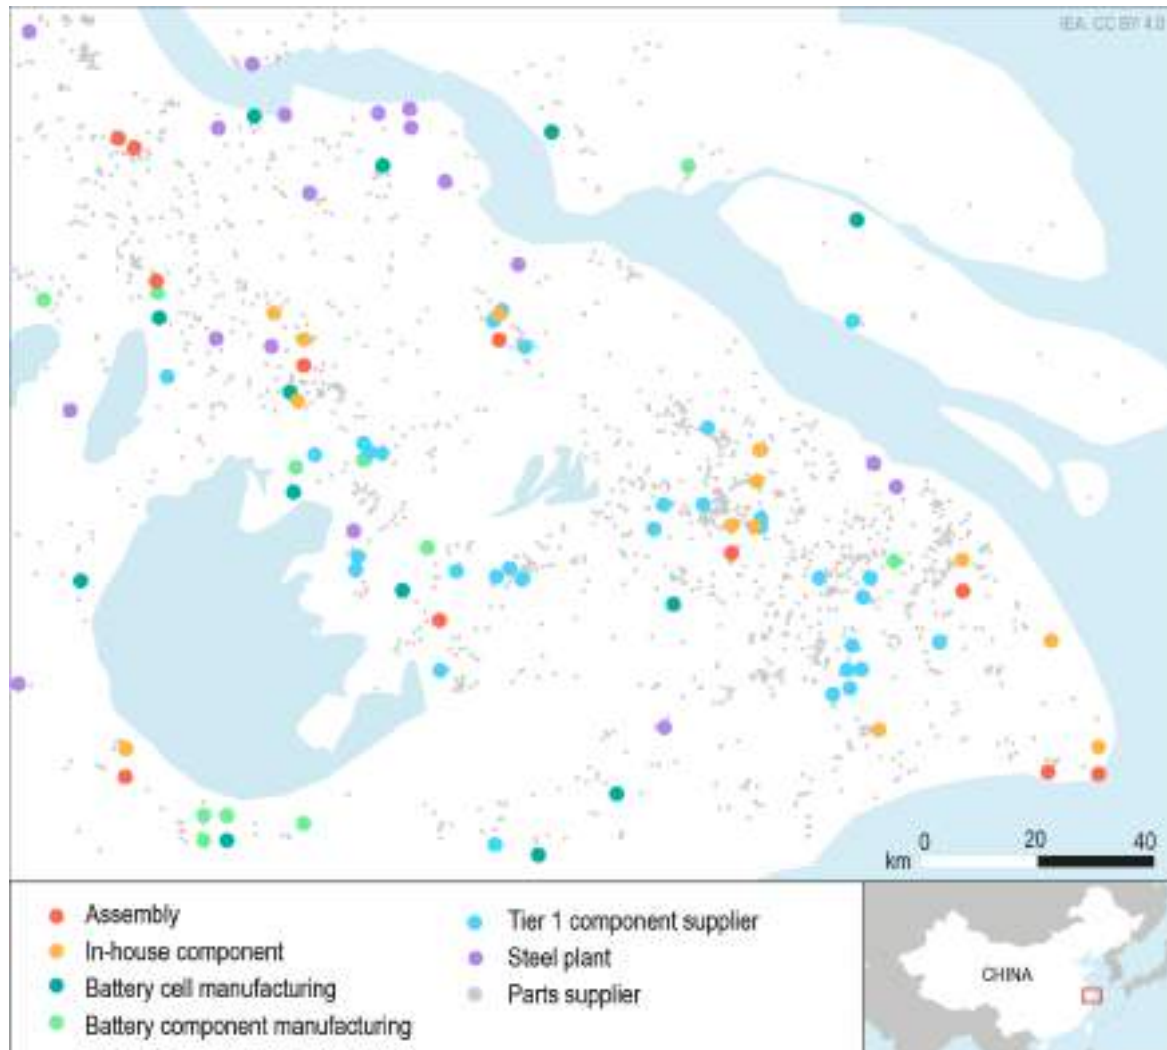 IEA. CC BY 4.0
km 0 20 40
Assembly
In-house component
Battery cell manufacturing
Battery component manufacturing
Tier 1 component supplier
Steel plant
Parts supplier
CHINA